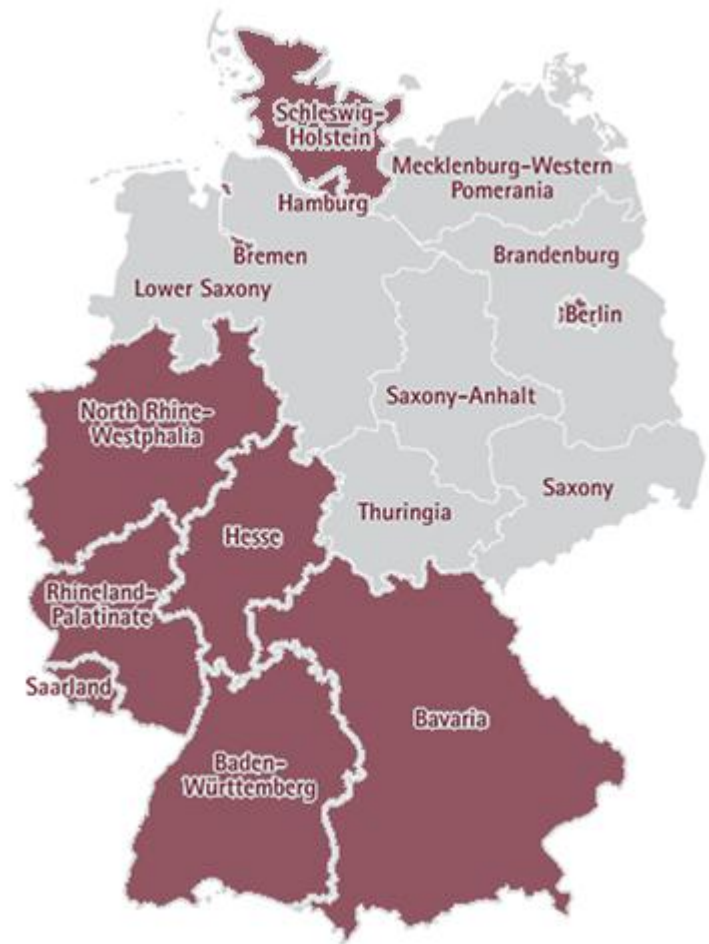 Schleswig-
Holstein
Mecklenburg-Western
Pomerania
Hamburg
Bremen
Brandenburg
Lower Saxony
Berlin
Saxony-Anhalt
North Rhine-
Westphalia
Saxony
Thuringia
Hesse
Rhineland-
Palatinate
Saarland
Bavaria
Baden-
Württemberg